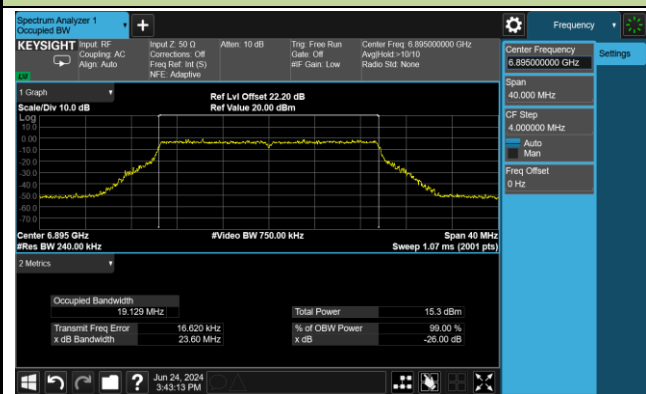 Spectrum Analyzer 1
Occupied BW
Frequency
KEYSIGHT
Input: RF
Coupling: AC
Align: Auto
Input Z: 50 Ω
Corrections: Off
Freq Ref: Int (S)
NFE: Adaptive
Atten: 10 dB
Trig: Free Run
Gate: Off
#IF Gain: Low
Center Freq: 6.895000000 GHz
Avg|Hold:>10/10
Radio Std: None
Center Frequency
6.895000000 GHz
Settings
Span
40.000 MHz
CF Step
4.000000 MHz
Auto
Man
Freq Offset
0 Hz
1 Graph
Scale/Div 10.0 dB
Ref Lvl Offset 22.20 dB
Ref Value 20.00 dBm
Log
10.0
0.00
-10.0
-20.0
-30.0
-40.0
-50.0
-60.0
-70.0
Center 6.895 GHz
#Video BW 750.00 kHz
Span 40 MHz
#Res BW 240.00 kHz
Sweep 1.07 ms (2001 pts)
2 Metrics
Occupied Bandwidth
19.129 MHz
Total Power 15.3 dBm
Transmit Freq Error 16.620 kHz
% of OBW Power 99.00 %
x dB Bandwidth 23.60 MHz
x dB -26.00 dB
?
Jun 24, 2024
3:43:13 PM